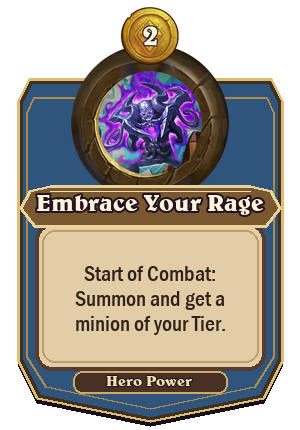 2
Embrace Your Rage
Start of Combat:
Summon and get a
minion of your Tier.
Hero Power